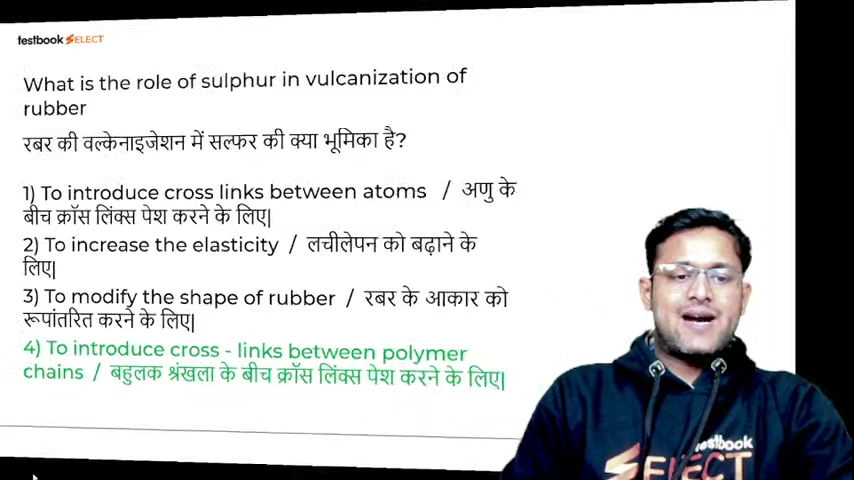 testbook SELECT
What is the role of sulphur in vulcanization of
rubber
रबर की वल्केनाइजेशन में सल्फर की क्या भूमिका है?
1) To introduce cross links between atoms / अणु के
बीच क्रॉस लिंक्स पेश करने के लिए|
2) To increase the elasticity / लचीलेपन को बढ़ाने के
लिए|
3) To modify the shape of rubber / रबर के आकार को
रूपांतरित करने के लिए|
4) To introduce cross - links between polymer
chains / बहुलक श्रंखला के बीच क्रॉस लिंक्स पेश करने के लिए|
testbook
SELECT